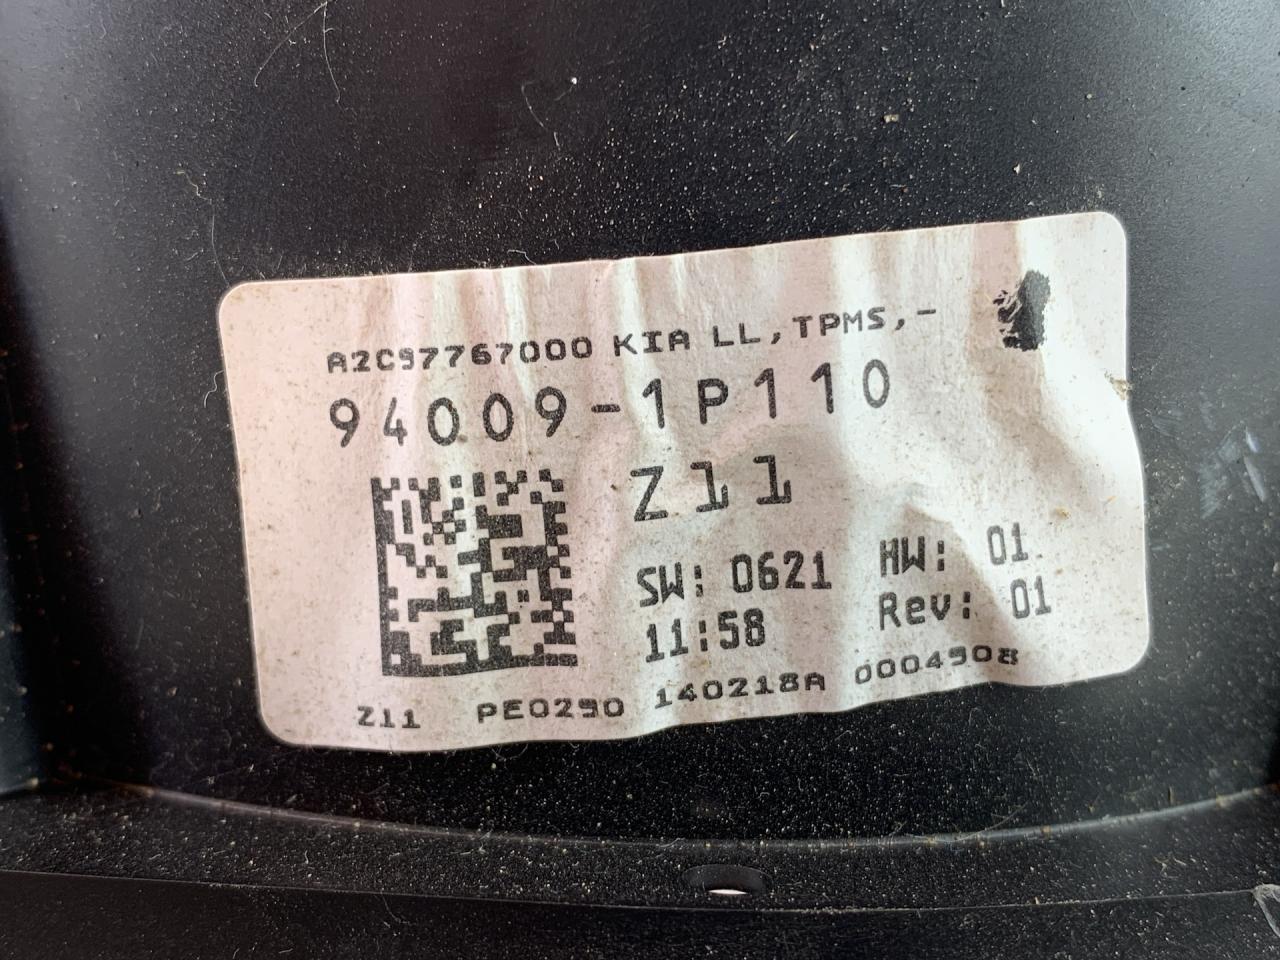 A2C97767000 KIA LL,TPMS,-
94009-1P110
Z11
SW: 0621 HW: 01
11:58 Rev: 01
Z11 PE0290 140218A 0004908